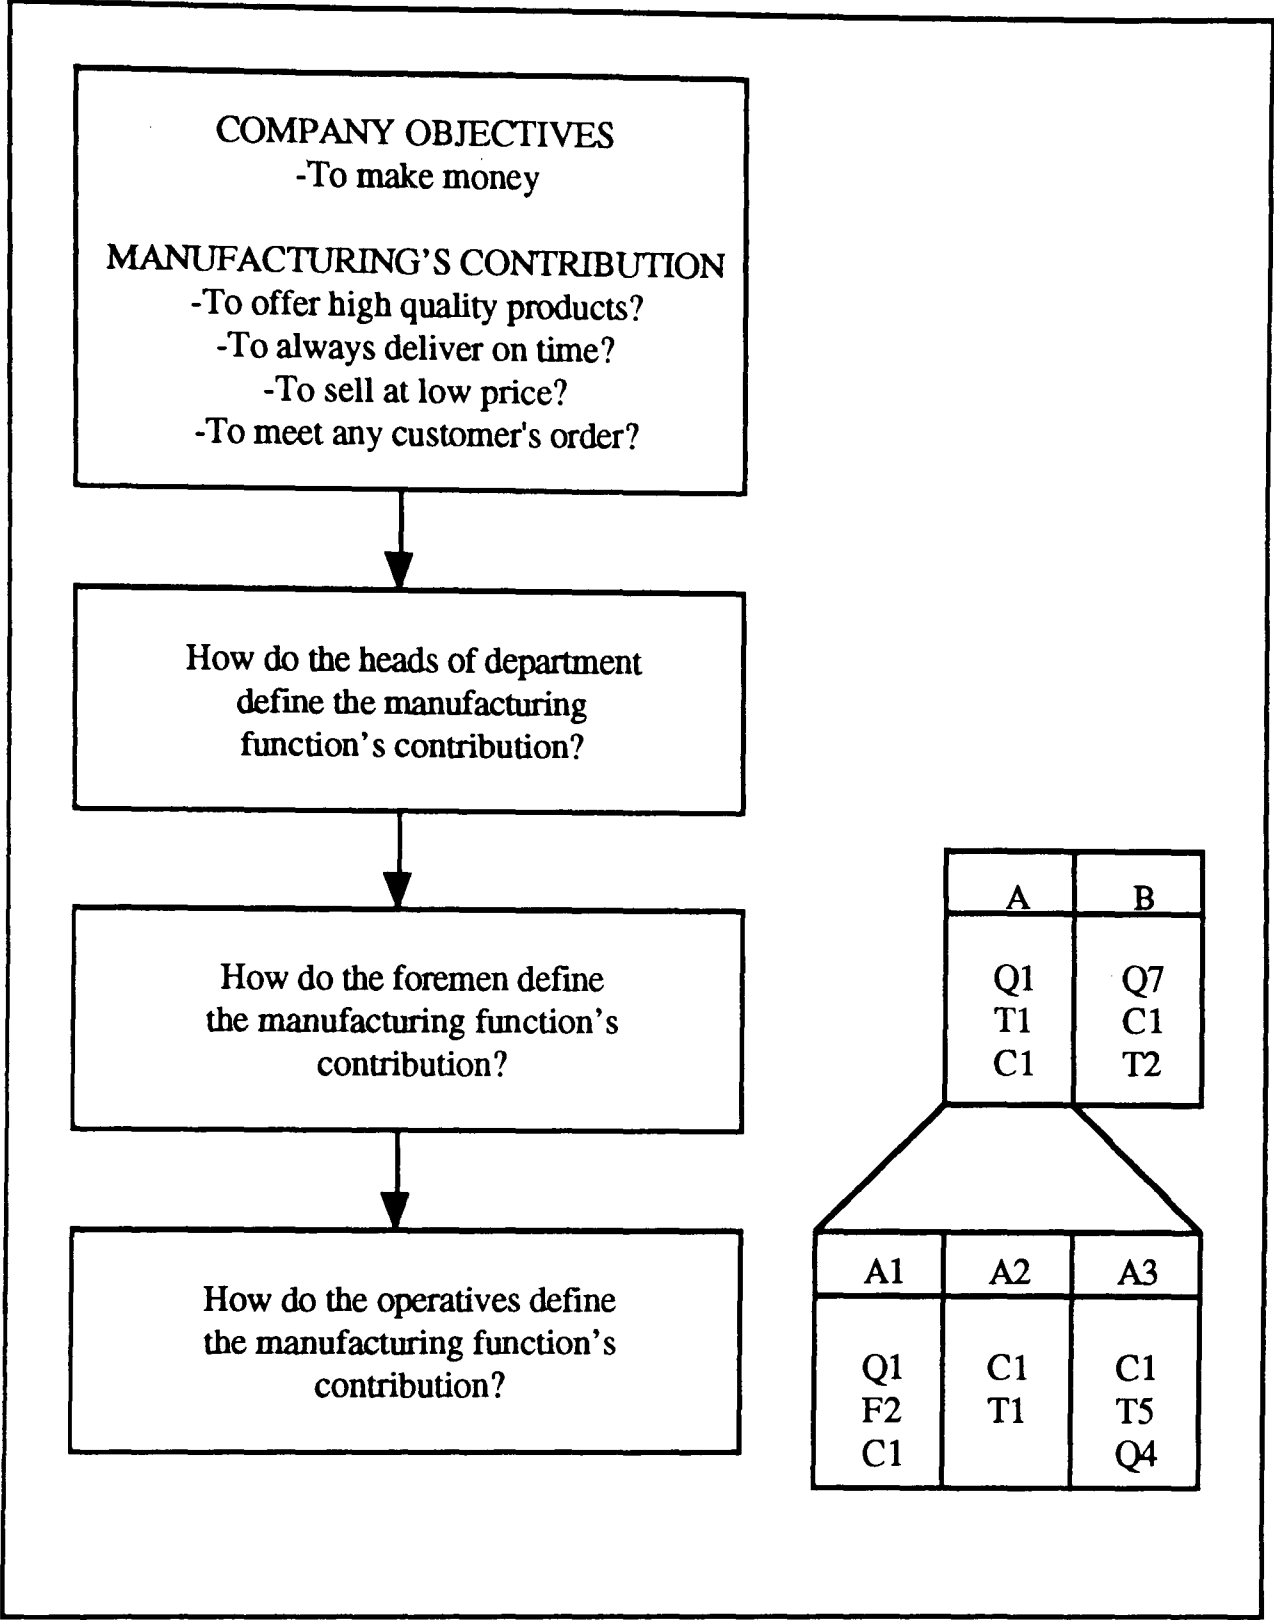 COMPANY OBJECTIVES
-To make money
MANUFACTURING'S CONTRIBUTION
-To offer high quality products?
-To always deliver on time?
-To sell at low price?
-To meet any customer's order?
How do the heads of department
define the manufacturing
function's contribution?
How do the foremen define
the manufacturing function's
contribution?
A B
Q1 Q7
T1 C1
C1 T2
How do the operatives define
the manufacturing function's
contribution?
A1 A2 A3
Q1 C1 C1
F2 T1 T5
C1 Q4